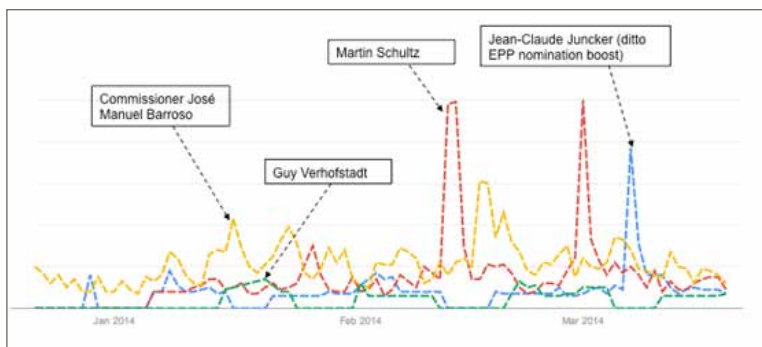 Jean-Claude Juncker (ditto
EPP nomination boost)
Martin Schultz
Commissioner José
Manuel Barroso
Guy Verhofstadt
Jan 2014
Feb 2014
Mar 2014